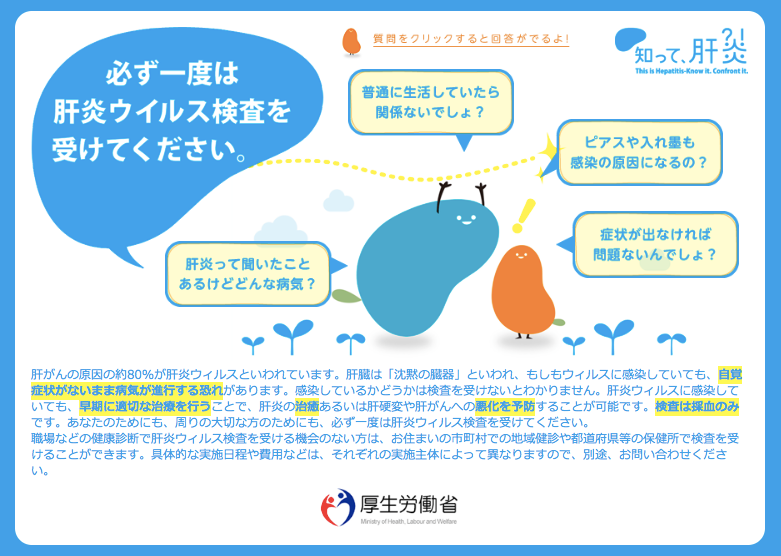 質問をクリックすると回答がでるよ！
知って、肝炎
This is Hepatitis-Know it. Confront it.
必ず一度は
肝炎ウイルス検査を
受けてください。
普通に生活していたら
関係ないでしょ？
ピアスや入れ墨も
感染の原因になるの？
肝炎って聞いたこと
あるけどどんな病気？
症状が出なければ
問題ないんでしょ？
肝がんの原因の約80%が肝炎ウィルスといわれています。肝臓は「沈黙の臓器」といわれ、もしもウィルスに感染していても、自覚
症状がないまま病気が進行する恐れがあります。感染しているかどうかは検査を受けないとわかりません。肝炎ウィルスに感染して
いても、早期に適切な治療を行うことで、肝炎の治癒あるいは肝硬変や肝がんへの悪化を予防することが可能です。検査は採血のみ
です。あなたのためにも、周りの大切な方のためにも、必ず一度は肝炎ウィルス検査を受けてください。
職場などの健康診断で肝炎ウィルス検査を受ける機会のない方は、お住まいの市町村での地域健診や都道府県等の保健所で検査を受
けることができます。具体的な実施日程や費用などは、それぞれの実施主体によって異なりますので、別途、お問い合わせくださ
い。
厚生労働省
Ministry of Health, Labour and Welfare